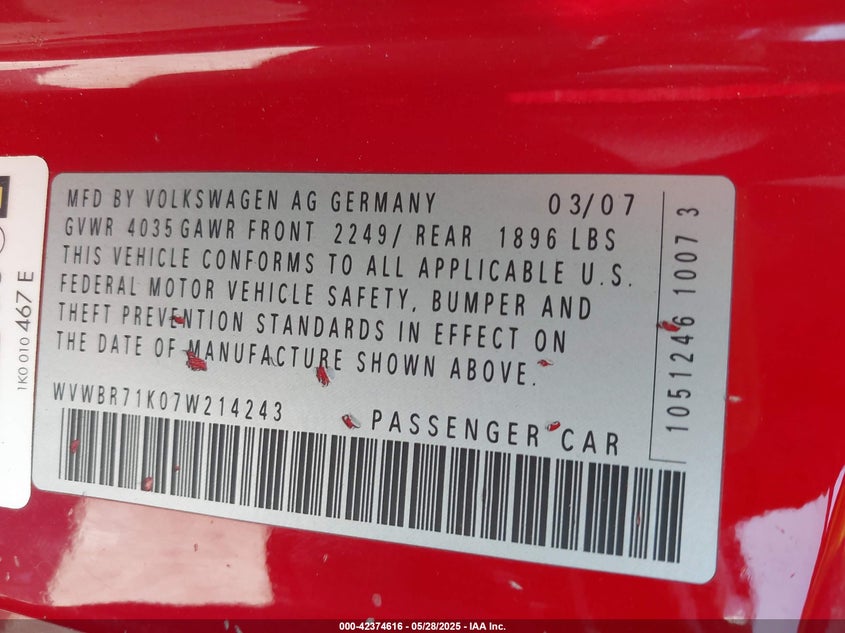 MFD BY VOLKSWAGEN AG GERMANY 03/07
GVWR 4035 GAWR FRONT 2249/ REAR 1896 LBS
THIS VEHICLE CONFORMS TO ALL APPLICABLE U.S.
FEDERAL MOTOR VEHICLE SAFETY, BUMPER AND
THEFT PREVENTION STANDARDS IN EFFECT ON
THE DATE OF MANUFACTURE SHOWN ABOVE.
WVWBR71K07W214243
PASSENGER CAR
1051246 1007 3
1K0 010 467 E
000-42374616 - 05/28/2025 - IAA Inc.